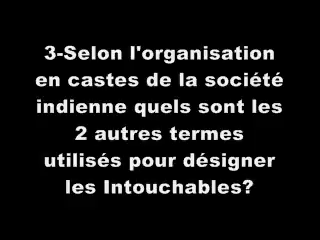 3-Selon l'organisation
en castes de la société
indienne quels sont les
2 autres termes
utilisés pour désigner
les Intouchables?